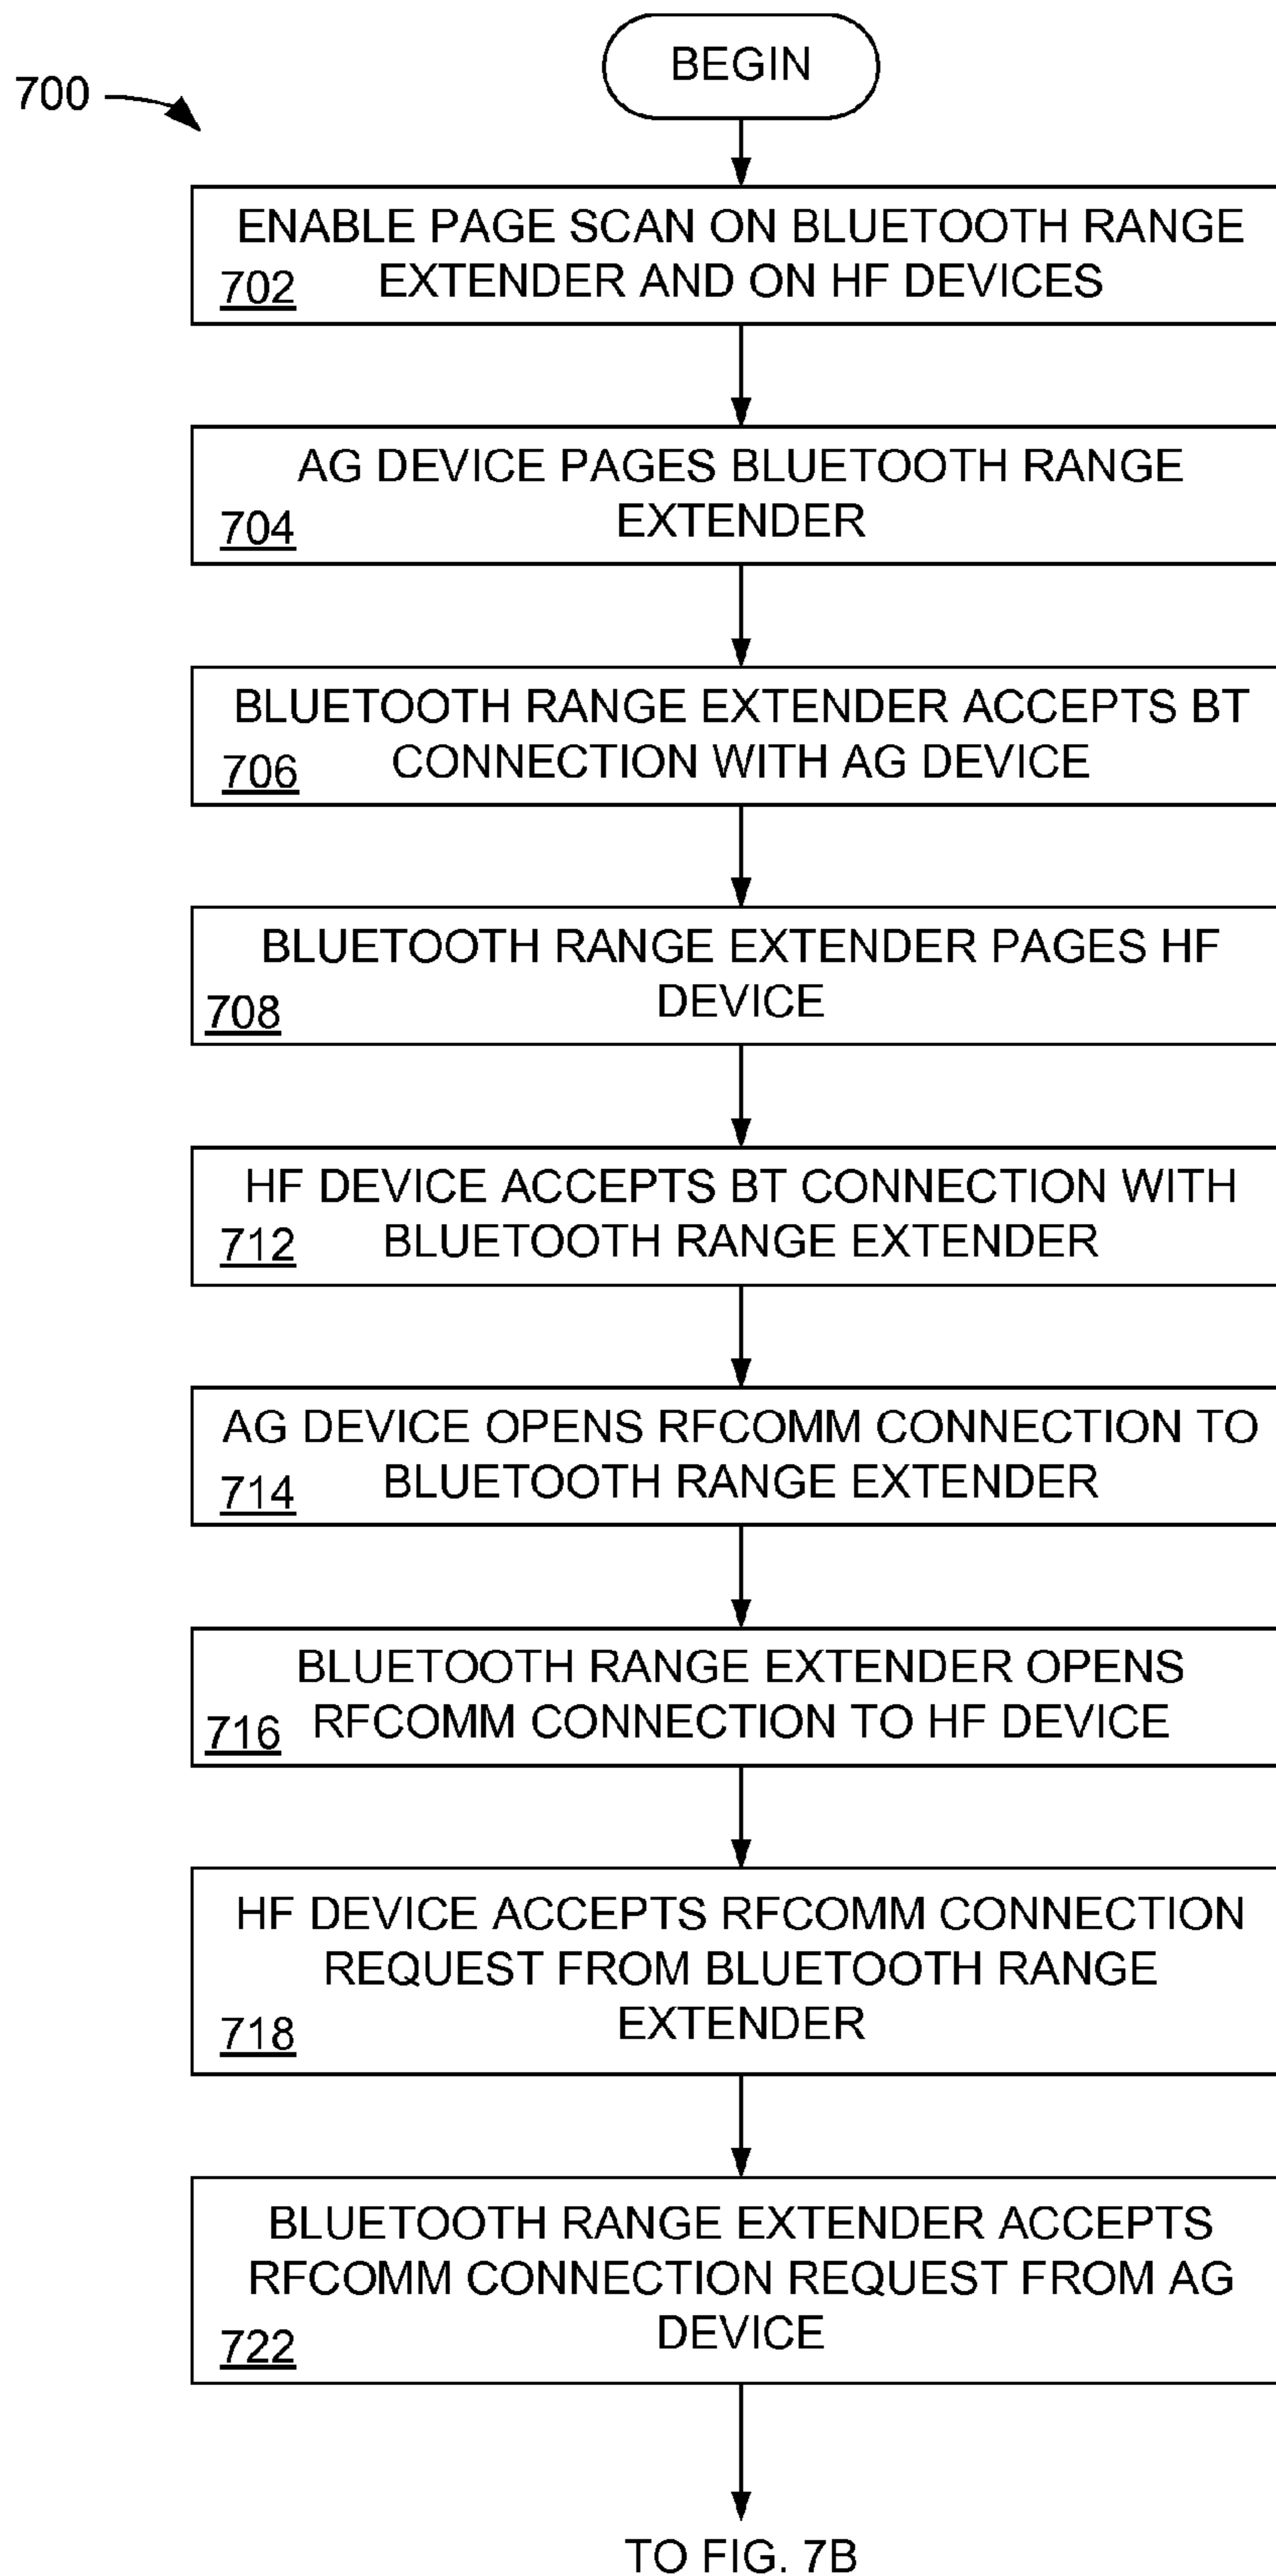 BEGIN
700
ENABLE PAGE SCAN ON BLUETOOTH RANGE
EXTENDER AND ON HF DEVICES
702
AG DEVICE PAGES BLUETOOTH RANGE
EXTENDER
704
BLUETOOTH RANGE EXTENDER ACCEPTS BT
CONNECTION WITH AG DEVICE
706
BLUETOOTH RANGE EXTENDER PAGES HF
DEVICE
708
HF DEVICE ACCEPTS BT CONNECTION WITH
BLUETOOTH RANGE EXTENDER
712
AG DEVICE OPENS RFCOMM CONNECTION TO
BLUETOOTH RANGE EXTENDER
714
BLUETOOTH RANGE EXTENDER OPENS
RFCOMM CONNECTION TO HF DEVICE
716
HF DEVICE ACCEPTS RFCOMM CONNECTION
REQUEST FROM BLUETOOTH RANGE
EXTENDER
718
BLUETOOTH RANGE EXTENDER ACCEPTS
RFCOMM CONNECTION REQUEST FROM AG
DEVICE
722
TO FIG. 7B